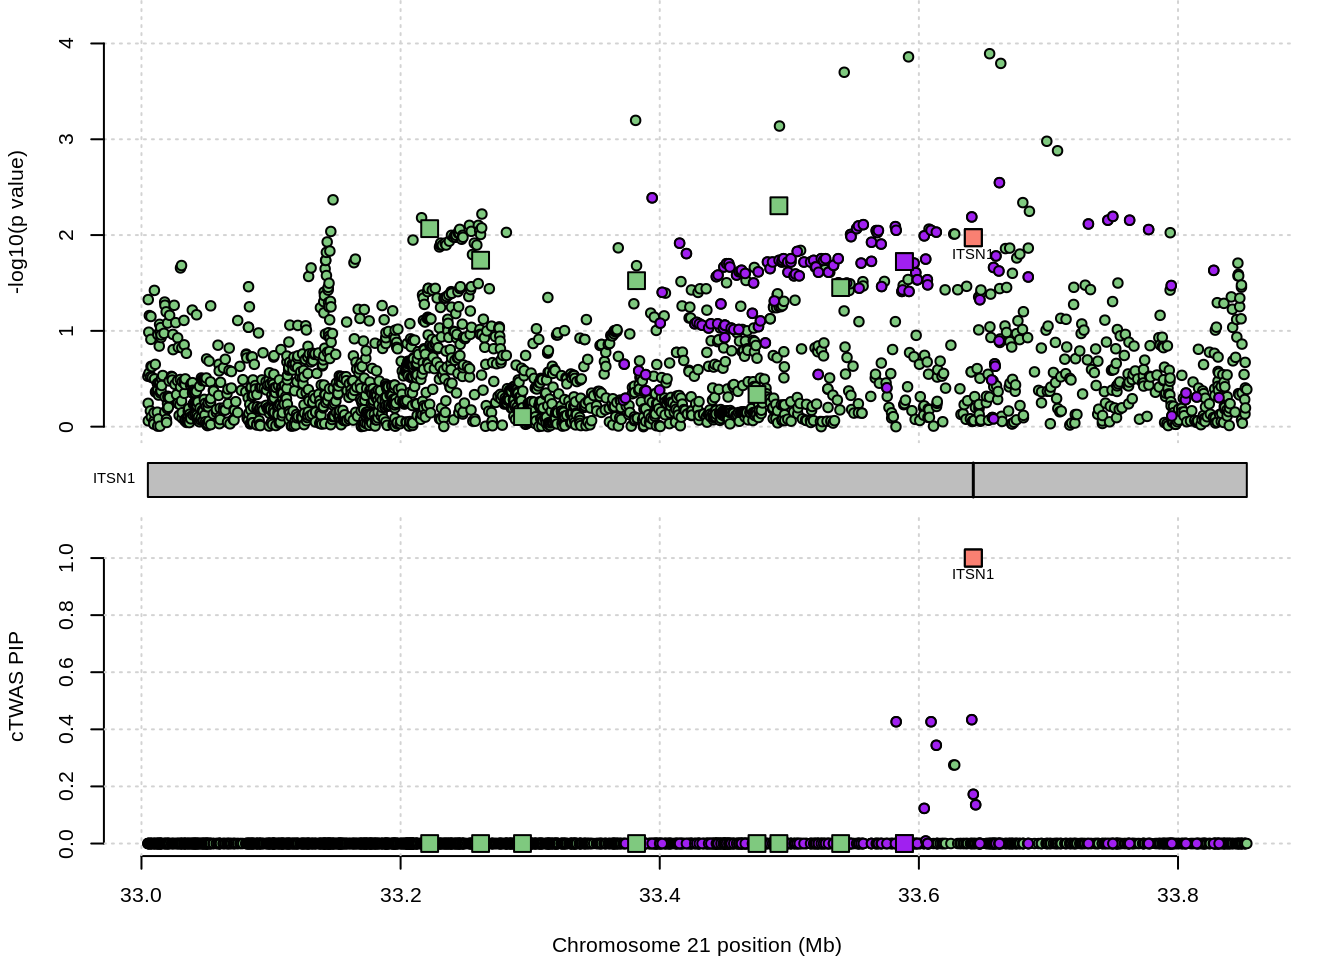 4
3
2
1
0
-log10(p value)
ITSN1
ITSN1
1.0
0.8
0.6
0.4
0.2
0.0
cTWAS PIP
ITSN1
33.0
33.2
33.4
33.6
33.8
Chromosome 21 position (Mb)